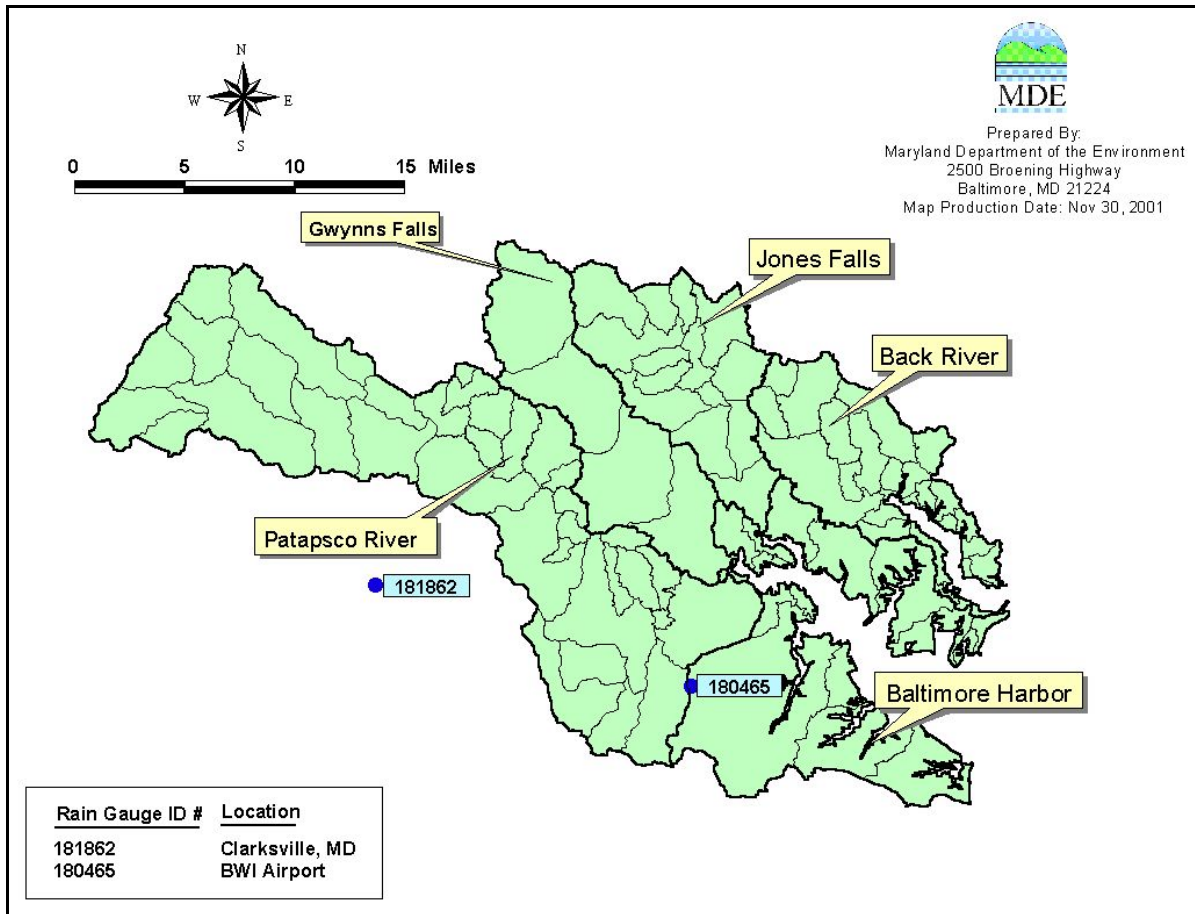 N
W E
S
0 5 10 15 Miles
MDE
Prepared By:
Maryland Department of the Environment
2500 Broening Highway
Baltimore, MD 21224
Map Production Date: Nov 30, 2001
Gwynns Falls
Jones Falls
Back River
Patapsco River
181862
180465
Baltimore Harbor
Rain Gauge ID # Location
181862 Clarksville, MD
180465 BWI Airport